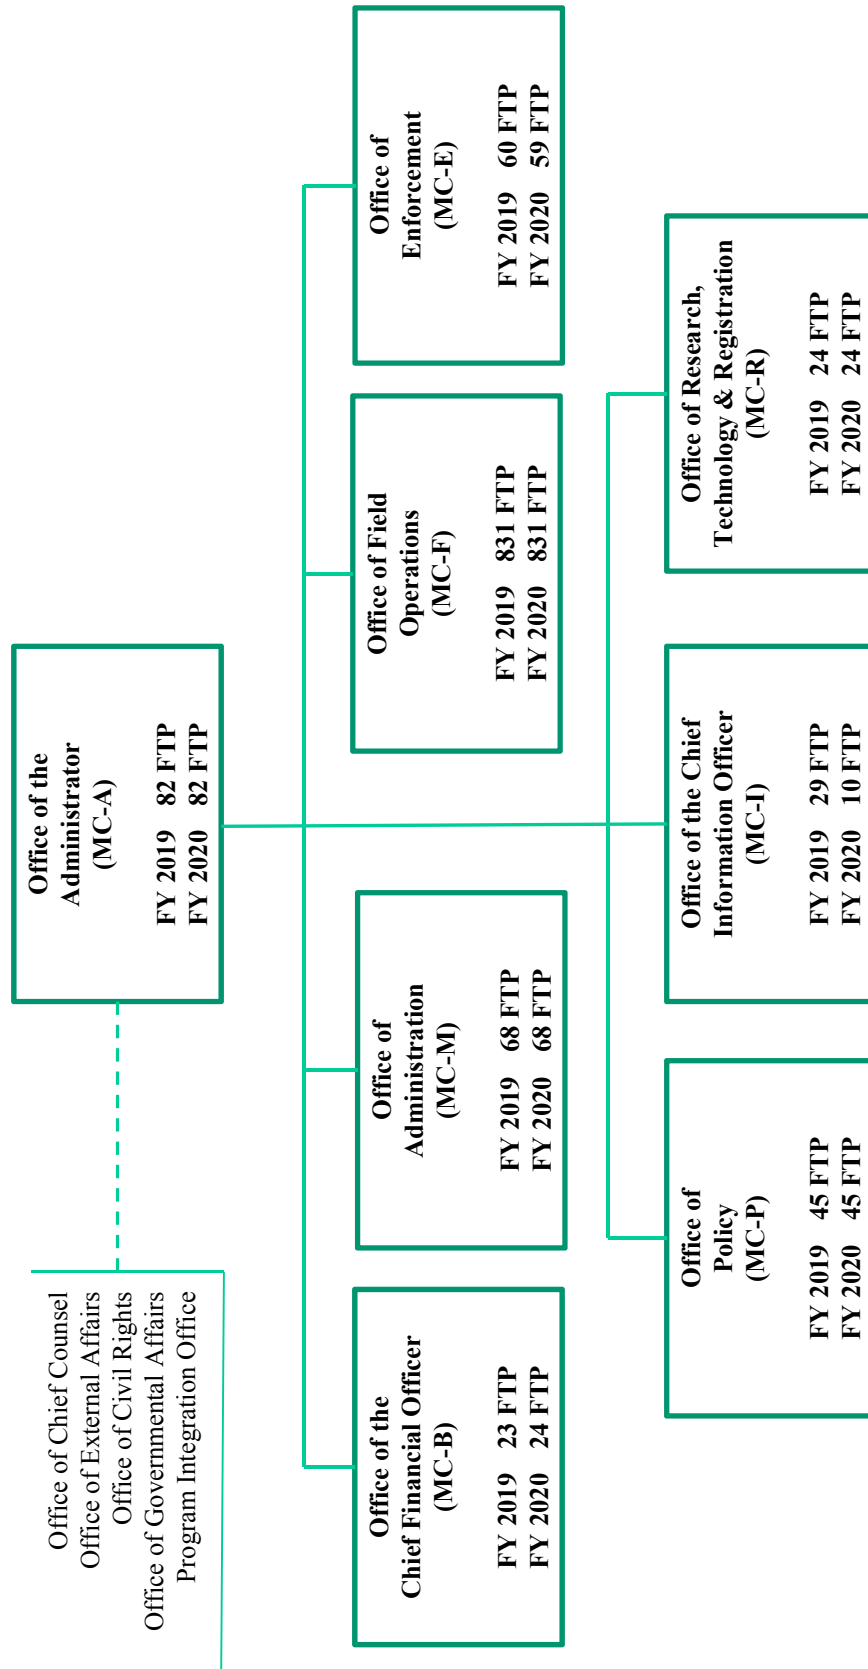 Office of Chief Counsel
Office of External Affairs
Office of Civil Rights
Office of Governmental Affairs
Program Integration Office
Office of the
Administrator
(MC-A)
FY 2019 82 FTP
FY 2020 82 FTP
Office of the
Chief Financial Officer
(MC-B)
FY 2019 23 FTP
FY 2020 24 FTP
Office of
Administration
(MC-M)
FY 2019 68 FTP
FY 2020 68 FTP
Office of Field
Operations
(MC-F)
FY 2019 831 FTP
FY 2020 831 FTP
Office of
Enforcement
(MC-E)
FY 2019 60 FTP
FY 2020 59 FTP
Office of
Policy
(MC-P)
FY 2019 45 FTP
FY 2020 45 FTP
Office of the Chief
Information Officer
(MC-I)
FY 2019 29 FTP
FY 2020 10 FTP
Office of Research,
Technology & Registration
(MC-R)
FY 2019 24 FTP
FY 2020 24 FTP